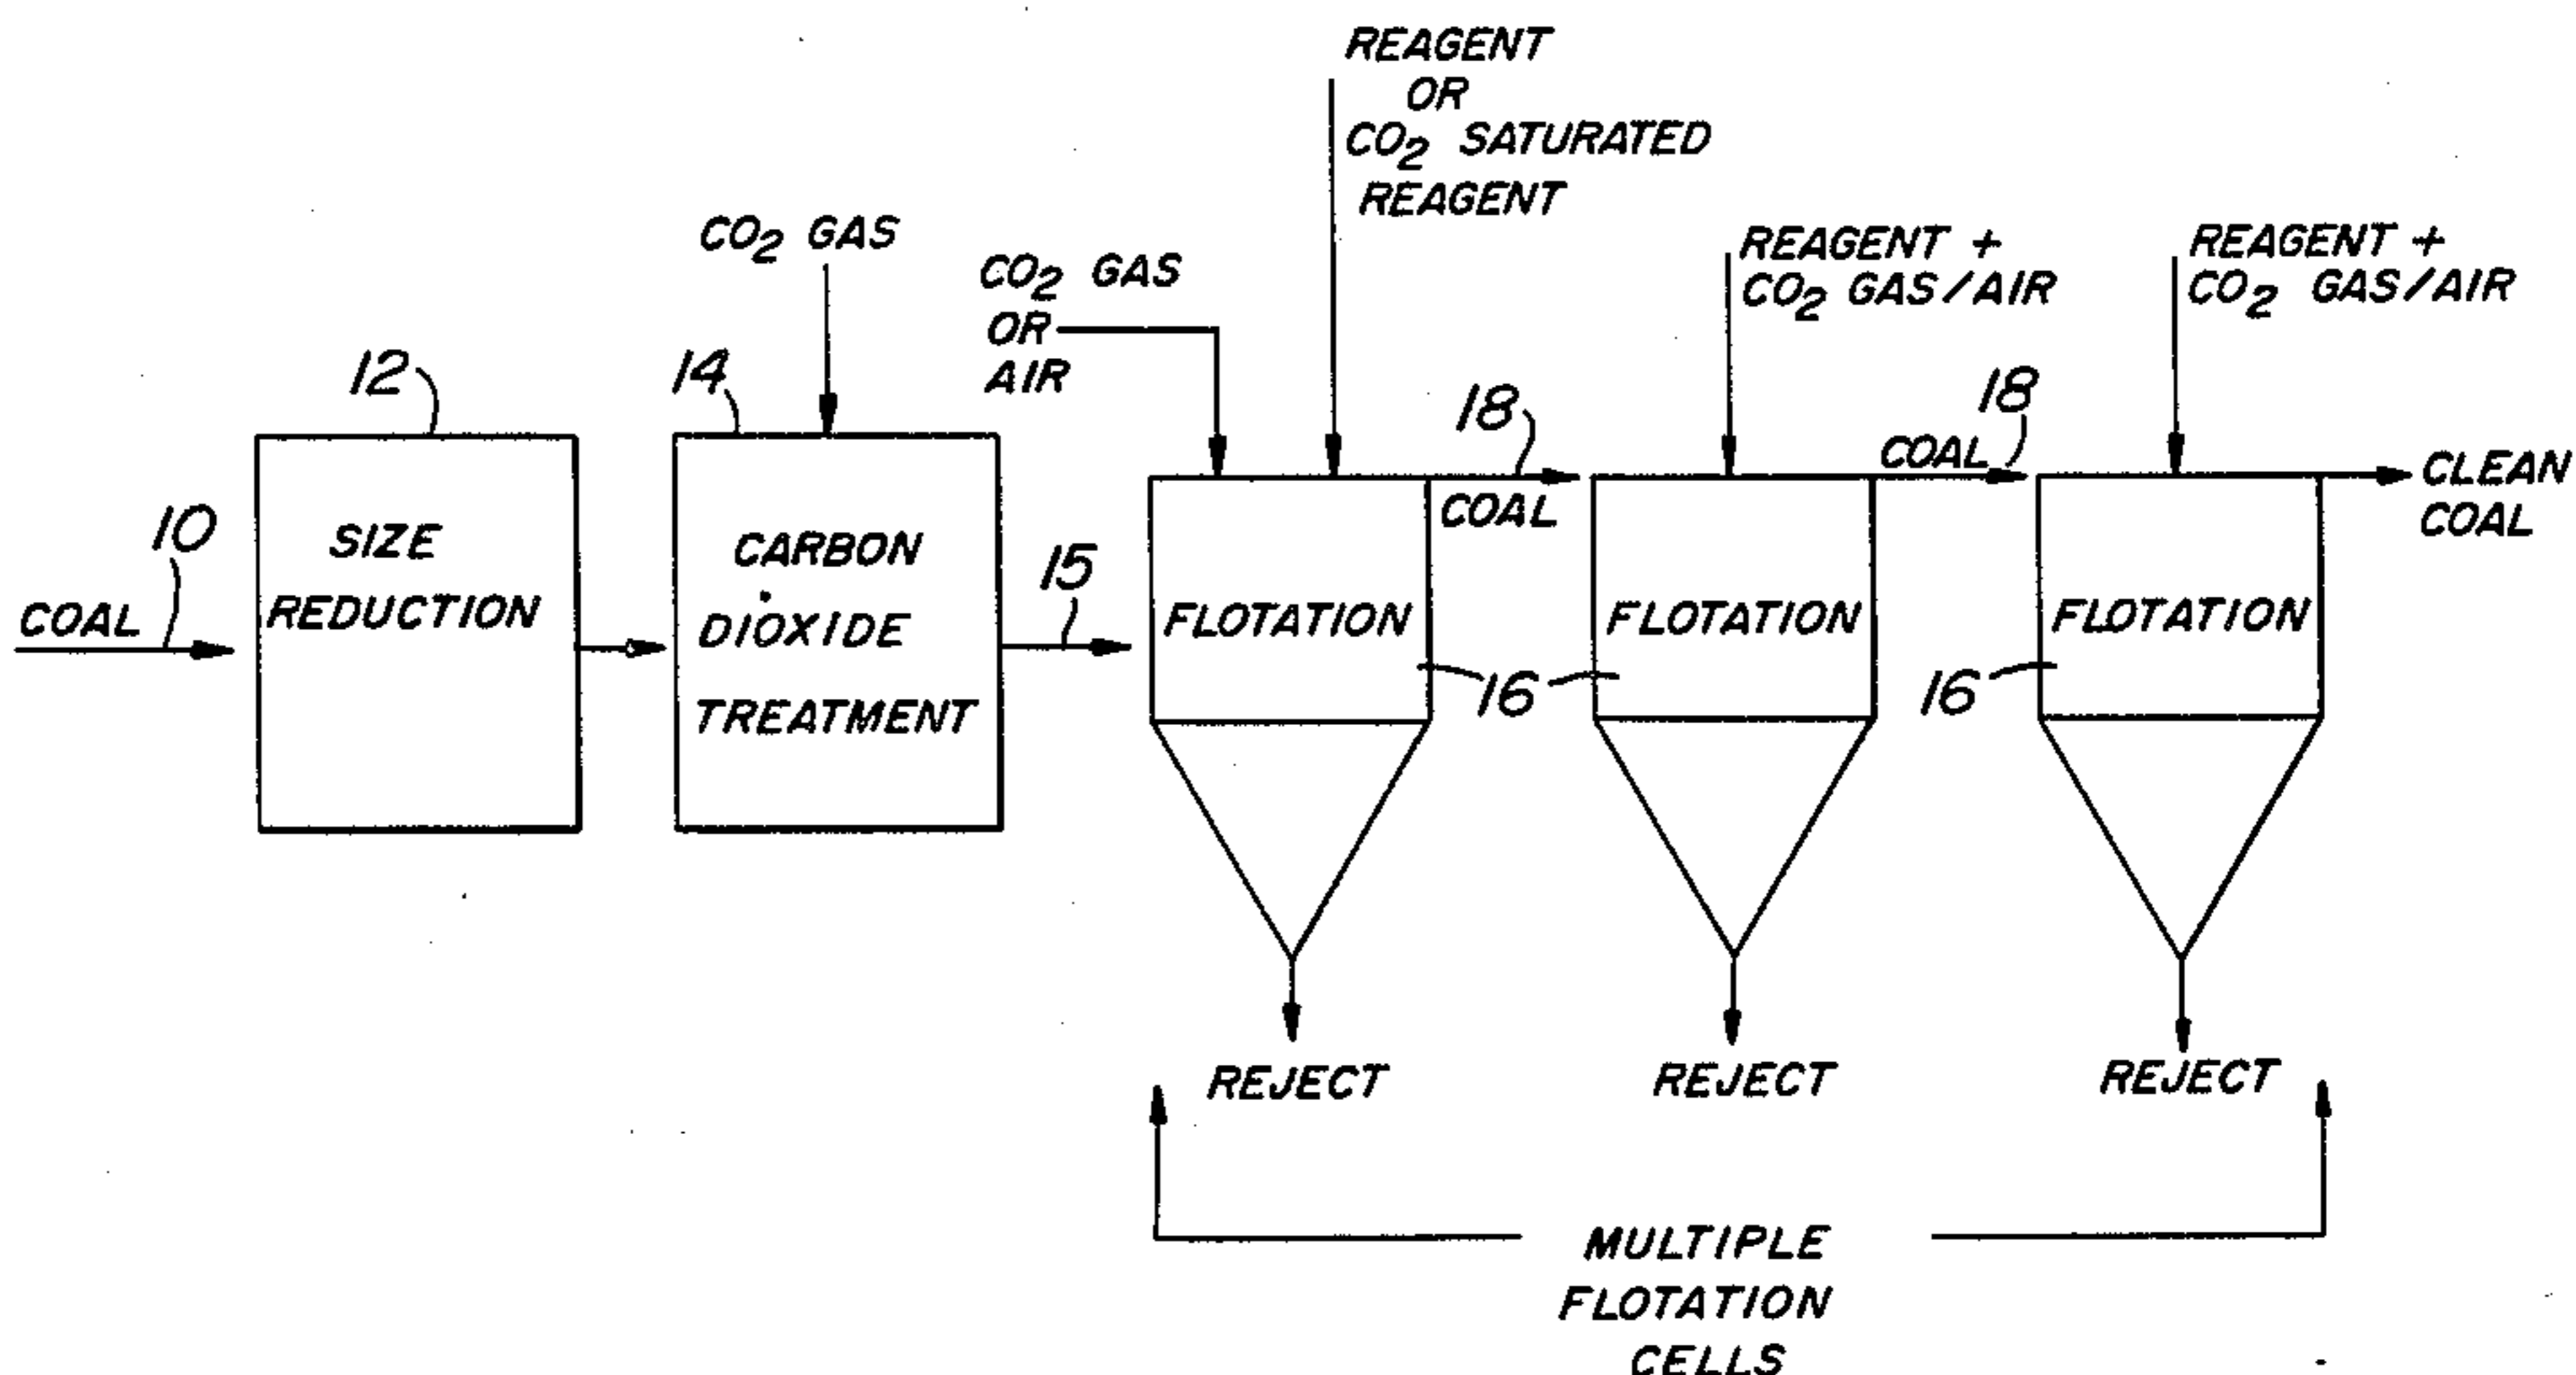 REAGENT
OR
CO2 SATURATED
REAGENT
CO2 GAS
CO2 GAS
OR
AIR
REAGENT +
CO2 GAS/AIR
REAGENT +
CO2 GAS/AIR
12
14
18
18
10
COAL
SIZE
REDUCTION
CARBON
DIOXIDE
TREATMENT
15
COAL
COAL
CLEAN
COAL
FLOTATION
FLOTATION
FLOTATION
16
16
REJECT
REJECT
REJECT
MULTIPLE
FLOTATION
CELLS